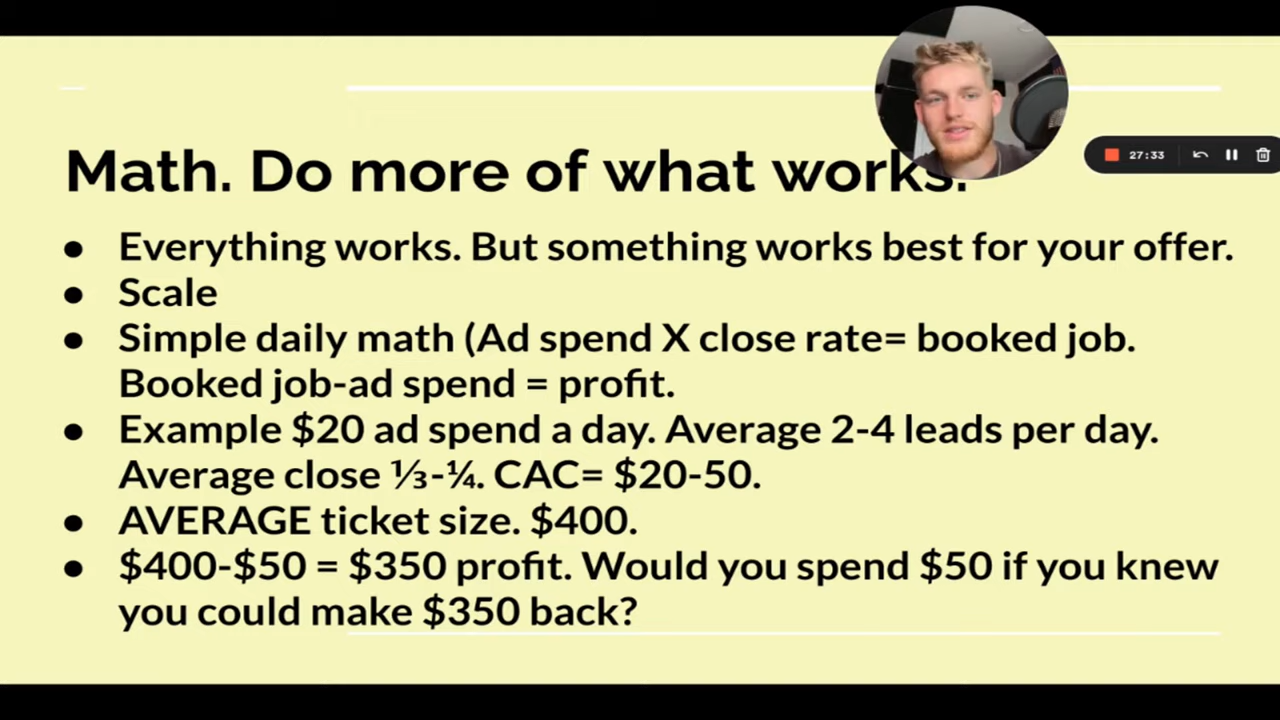 Math. Do more of what works.
27:33
● Everything works. But something works best for your offer.
● Scale
● Simple daily math (Ad spend X close rate= booked job.
Booked job-ad spend = profit.
● Example $20 ad spend a day. Average 2-4 leads per day.
Average close ⅓-¼. CAC= $20-50.
● AVERAGE ticket size. $400.
● $400-$50 = $350 profit. Would you spend $50 if you knew
you could make $350 back?